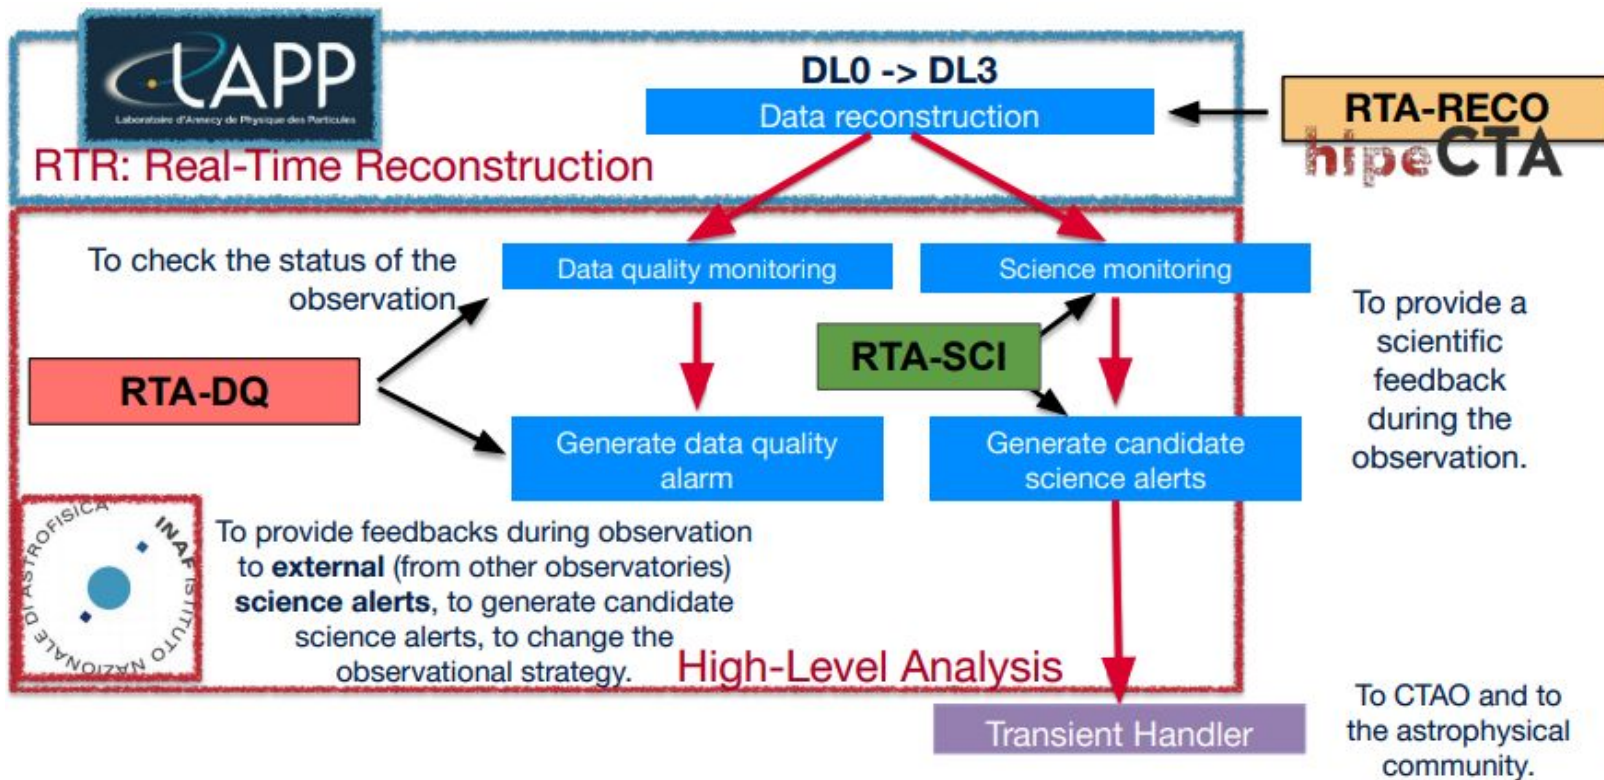 LAPP
Laboratoire d'Annecy de Physique des Particules
DL0 -> DL3
Data reconstruction
RTA-RECO
hipeCTA
RTR: Real-Time Reconstruction
To check the status of the
observation
Data quality monitoring
Science monitoring
To provide a
scientific
feedback
during the
observation.
RTA-SCI
RTA-DQ
Generate data quality
alarm
Generate candidate
science alerts
INAF ISTITUTO NAZIONALE DI ASTROFISICA
To provide feedbacks during observation
to external (from other observatories)
science alerts, to generate candidate
science alerts, to change the
observational strategy.
High-Level Analysis
Transient Handler
To CTAO and to
the astrophysical
community.